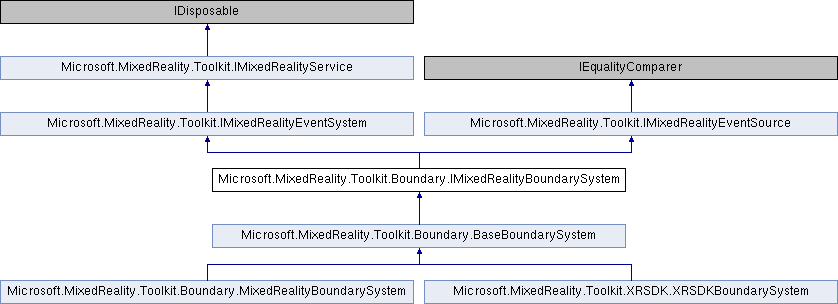 IDisposable
Microsoft.MixedReality.Toolkit.IMixedRealityService
IEqualityComparer
Microsoft.MixedReality.Toolkit.IMixedRealityEventSystem
Microsoft.MixedReality.Toolkit.IMixedRealityEventSource
Microsoft.MixedReality.Toolkit.Boundary.IMixedRealityBoundarySystem
Microsoft.MixedReality.Toolkit.Boundary.BaseBoundarySystem
Microsoft.MixedReality.Toolkit.Boundary.MixedRealityBoundarySystem
Microsoft.MixedReality.Toolkit.XRSDK.XRSDKBoundarySystem